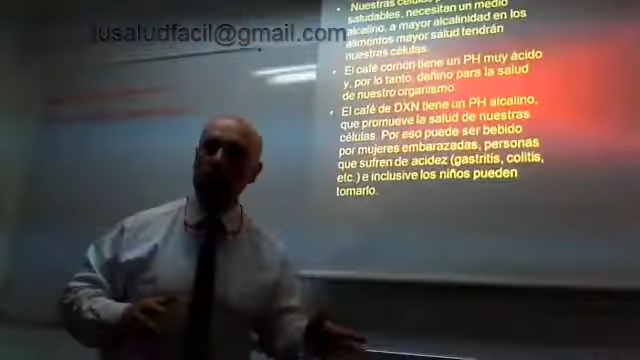 tusaludfacil@gmail.com
Nuestras células
saludables, necesitan un medio
alcalino, a mayor alcalinidad en los
alimentos mayor salud tendrán
nuestras células.
• El café común tiene un PH muy ácido
y, por lo tanto, dañino para la salud
de nuestro organismo.
• El café de DXN tiene un PH alcalino,
que promueve la salud de nuestras
células. Por eso puede ser bebido
por mujeres embarazadas, personas
que sufren de acidez (gastritis, colitis,
etc.) e inclusive los niños pueden
tomarlo.